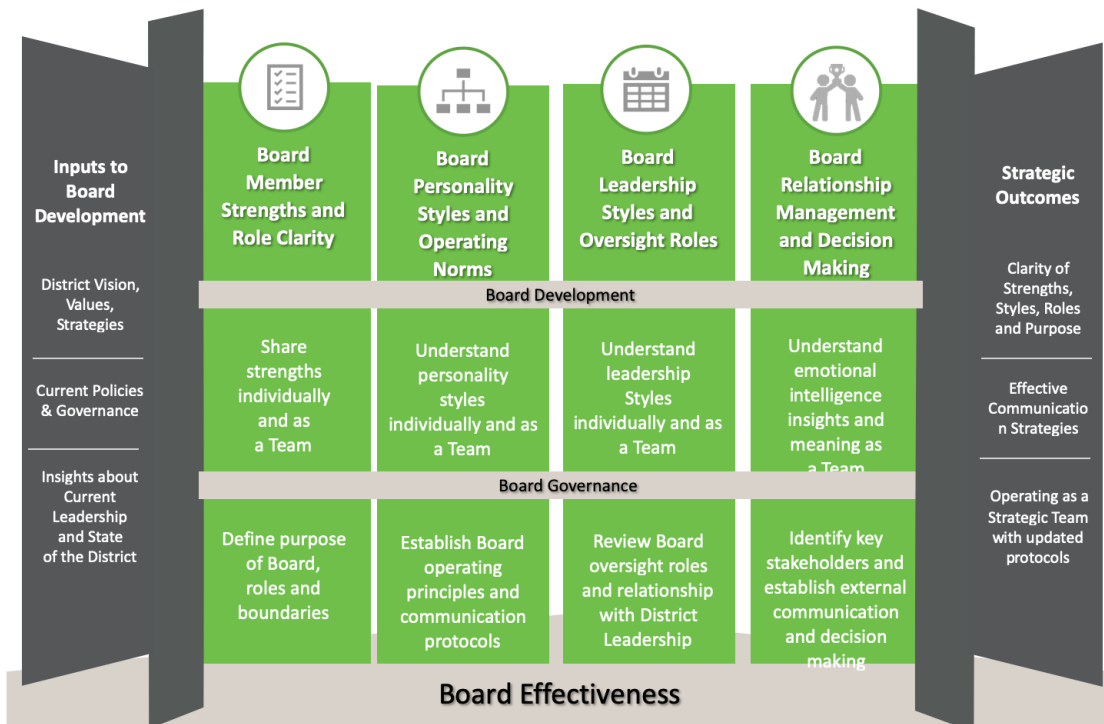 Inputs to
Board
Development
District Vision,
Values,
Strategies
Current Policies
& Governance
Insights about
Current
Leadership
and State
of the District
Board
Member
Strengths and
Role Clarity
Board
Personality
Styles and
Operating
Norms
Board
Leadership
Styles and
Oversight Roles
Board
Relationship
Management
and Decision
Making
Board Development
Share
strengths
individually
and as
a Team
Understand
personality
styles
individually and as
a Team
Understand
leadership
Styles
individually and as
a Team
Understand
emotional
intelligence
insights and
meaning as
a Team
Board Governance
Define purpose
of Board,
roles and
boundaries
Establish Board
operating
principles and
communication
protocols
Review Board
oversight roles
and relationship
with District
Leadership
Identify key
stakeholders and
establish external
communication
and decision
making
Strategic
Outcomes
Clarity of
Strengths,
Styles, Roles
and Purpose
Effective
Communicatio
n Strategies
Operating as a
Strategic Team
with updated
protocols
Board Effectiveness